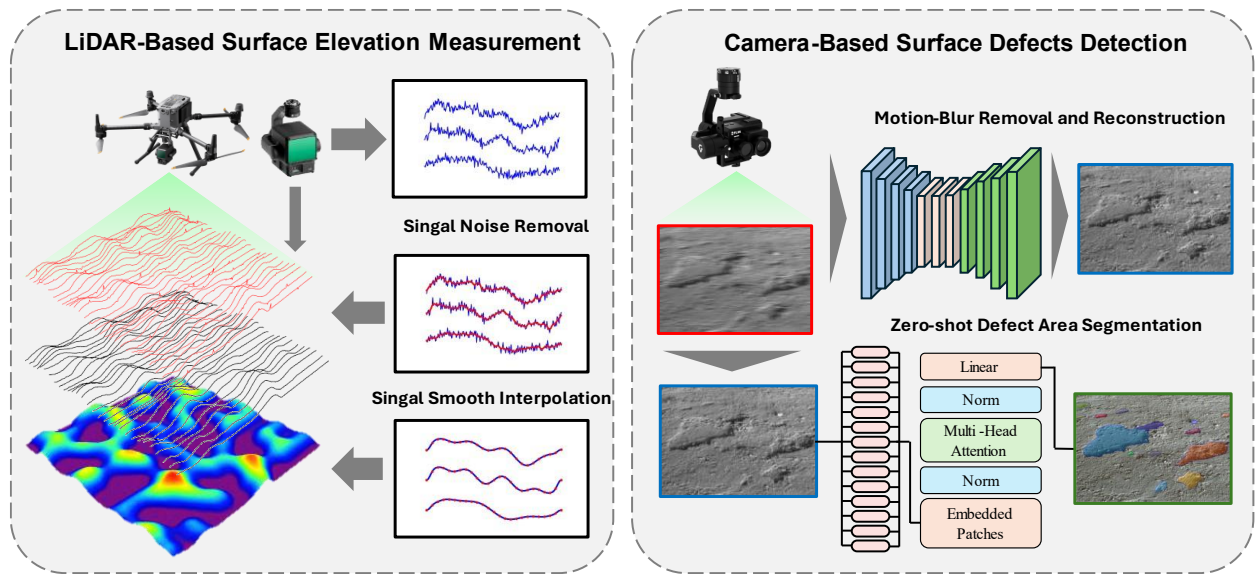 LiDAR-Based Surface Elevation Measurement
Singal Noise Removal
Singal Smooth Interpolation
Camera-Based Surface Defects Detection
Motion-Blur Removal and Reconstruction
Zero-shot Defect Area Segmentation
Linear
Norm
Multi-Head
Attention
Norm
Embedded
Patches